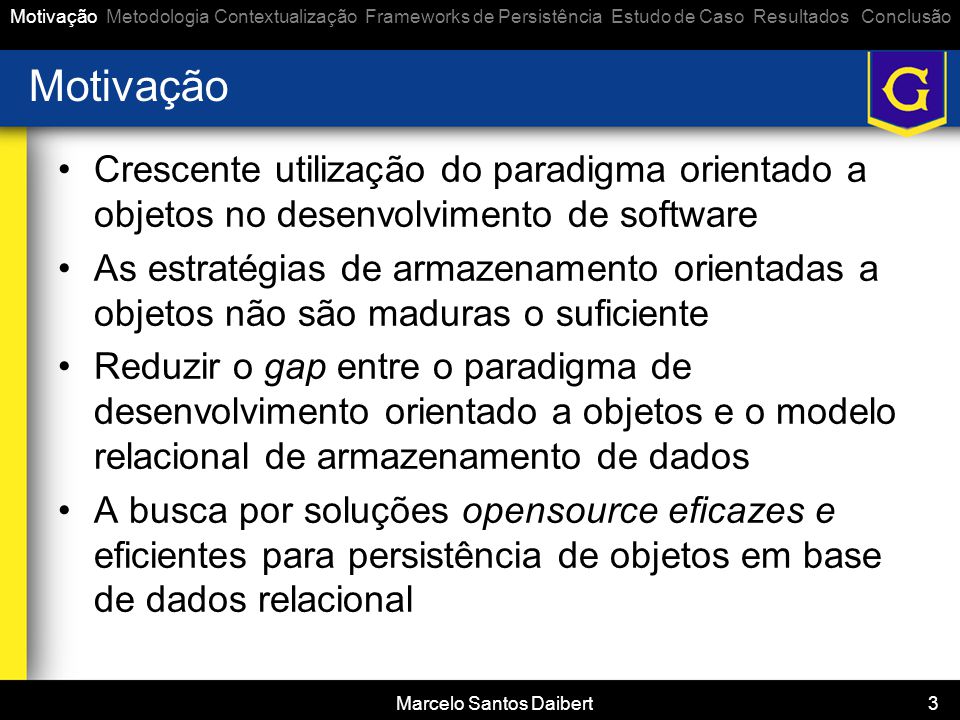 Motivação Metodologia Contextualização Frameworks de Persistência Estudo de Caso Resultados Conclusão
Motivação
G
• Crescente utilização do paradigma orientado a
objetos no desenvolvimento de software
• As estratégias de armazenamento orientadas a
objetos não são maduras o suficiente
• Reduzir o gap entre o paradigma de
desenvolvimento orientado a objetos e o modelo
relacional de armazenamento de dados
• A busca por soluções opensource eficazes e
eficientes para persistência de objetos em base
de dados relacional
Marcelo Santos Daibert 3